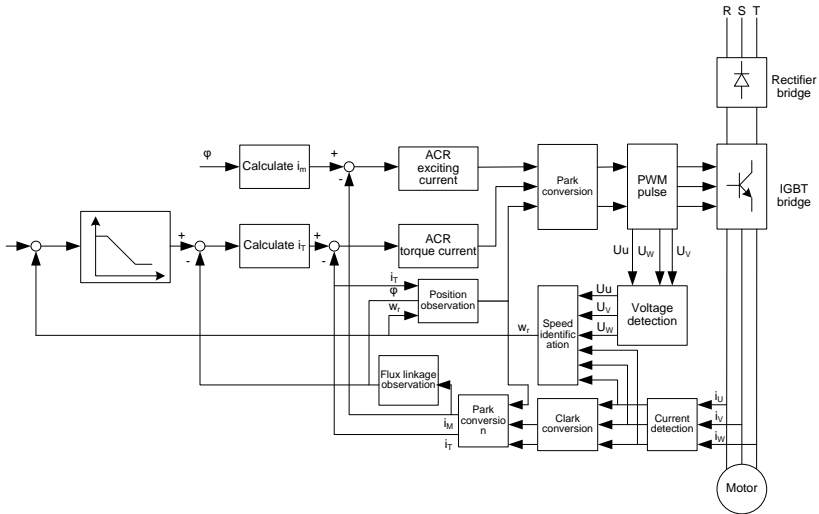 R S T
Rectifier
bridge
φ
Calculate im
+
-
ACR
exciting
current
Park
conversion
PWM
pulse
IGBT
bridge
+
-
Calculate iT
+
-
ACR
torque current
Uu UW UV
iT
φ
wr
Position
observation
wr
Speed
identific
ation
Uu
UV
UW
Voltage
detection
Flux linkage
observation
iM
iT
Park
conversio
n
Clark
conversion
Current
detection
iU
iV
iW
Motor